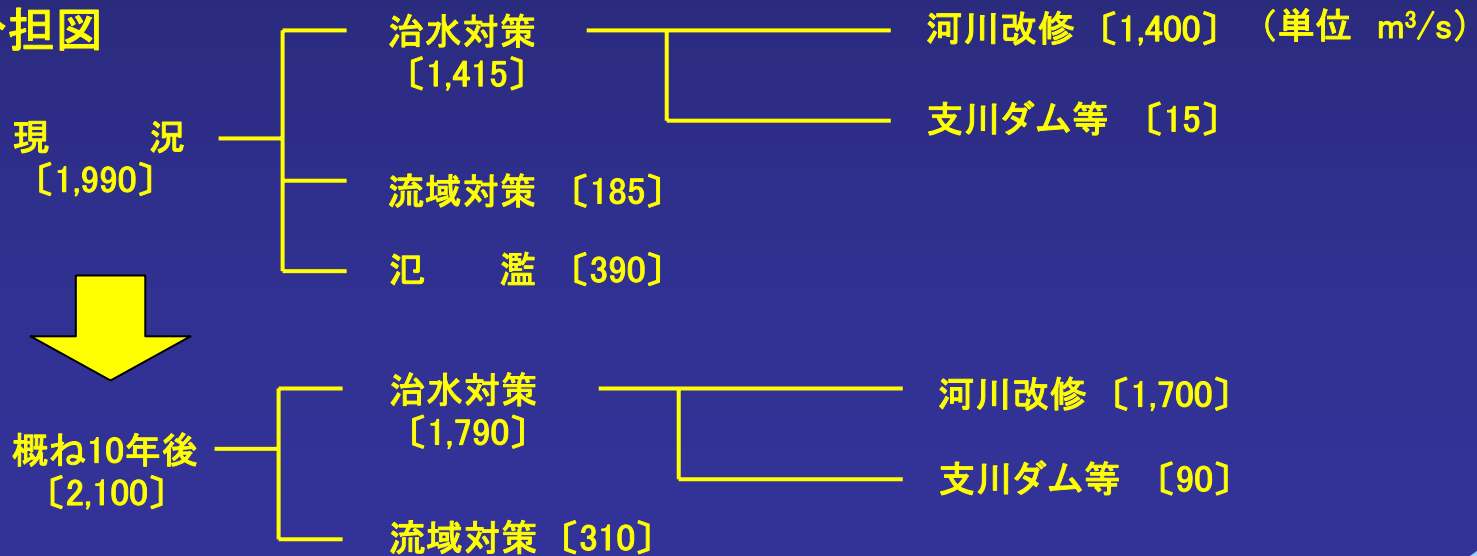 担図
治水対策
〔1,415〕
河川改修 〔1,400〕 (単位 m³/s)
支川ダム等 〔15〕
現 況
〔1,990〕
流域対策 〔185〕
氾 濫 〔390〕
治水対策
〔1,790〕
河川改修 〔1,700〕
概ね10年後
〔2,100〕
支川ダム等 〔90〕
流域対策〔310〕